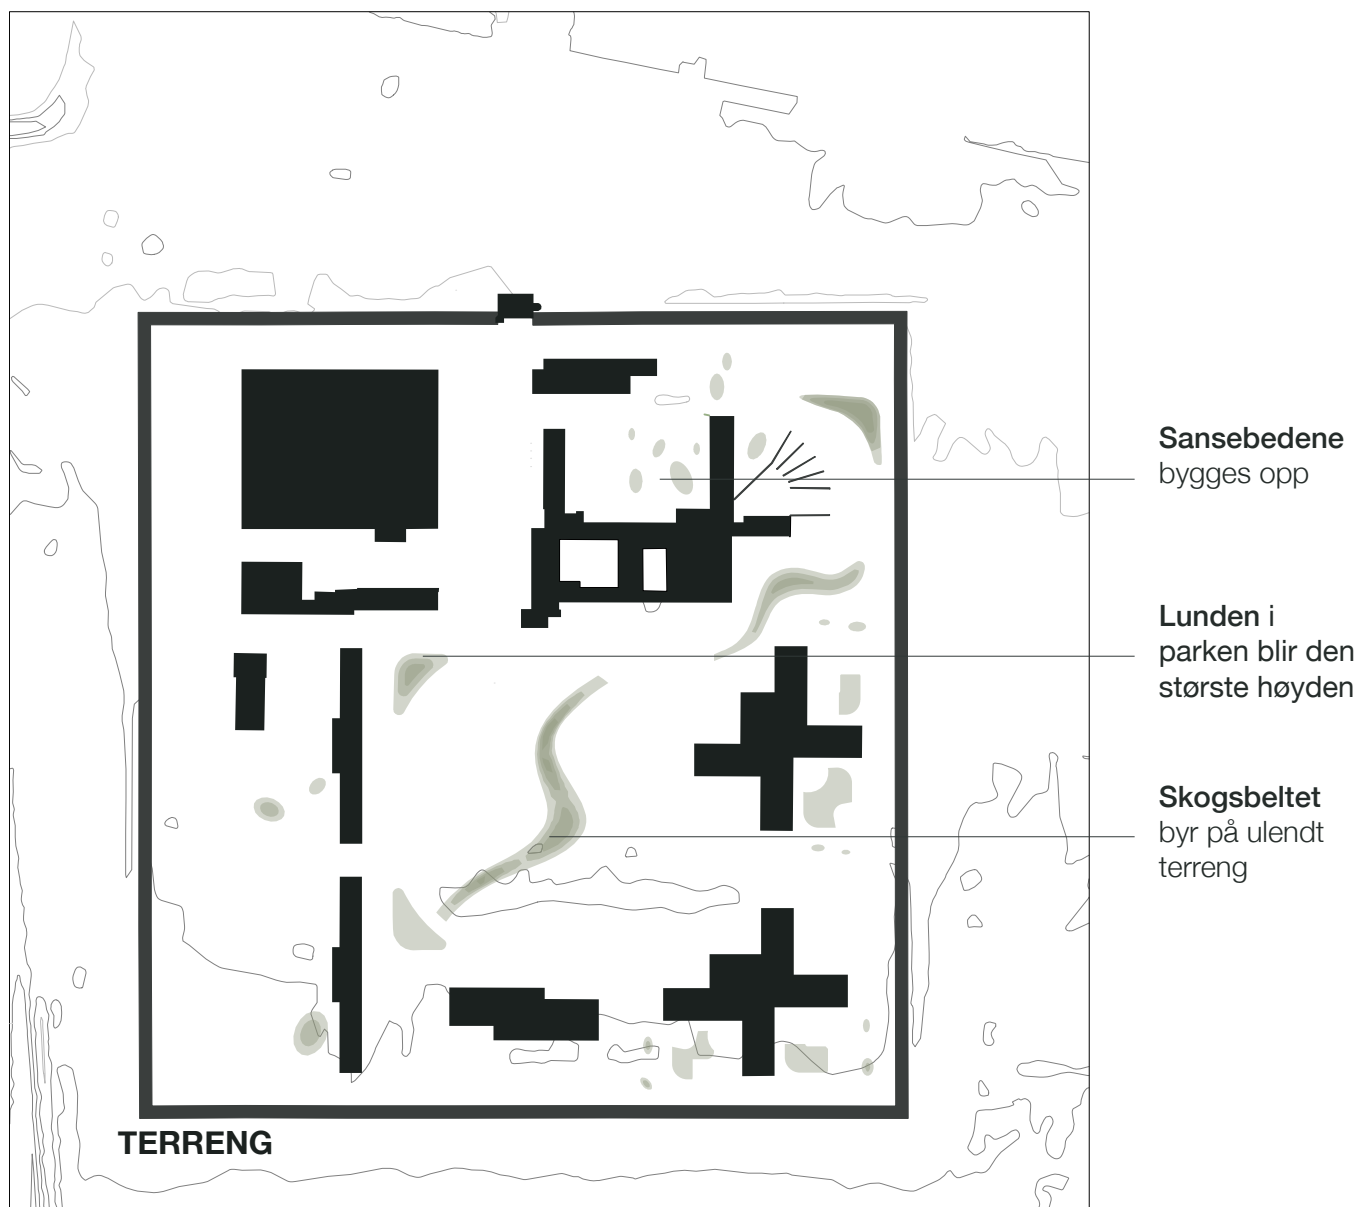 Sansebedene
bygges opp
Lunden i
parken blir den
største høyden
Skogsbeltet
byr på ulendt
terreng
TERRENG